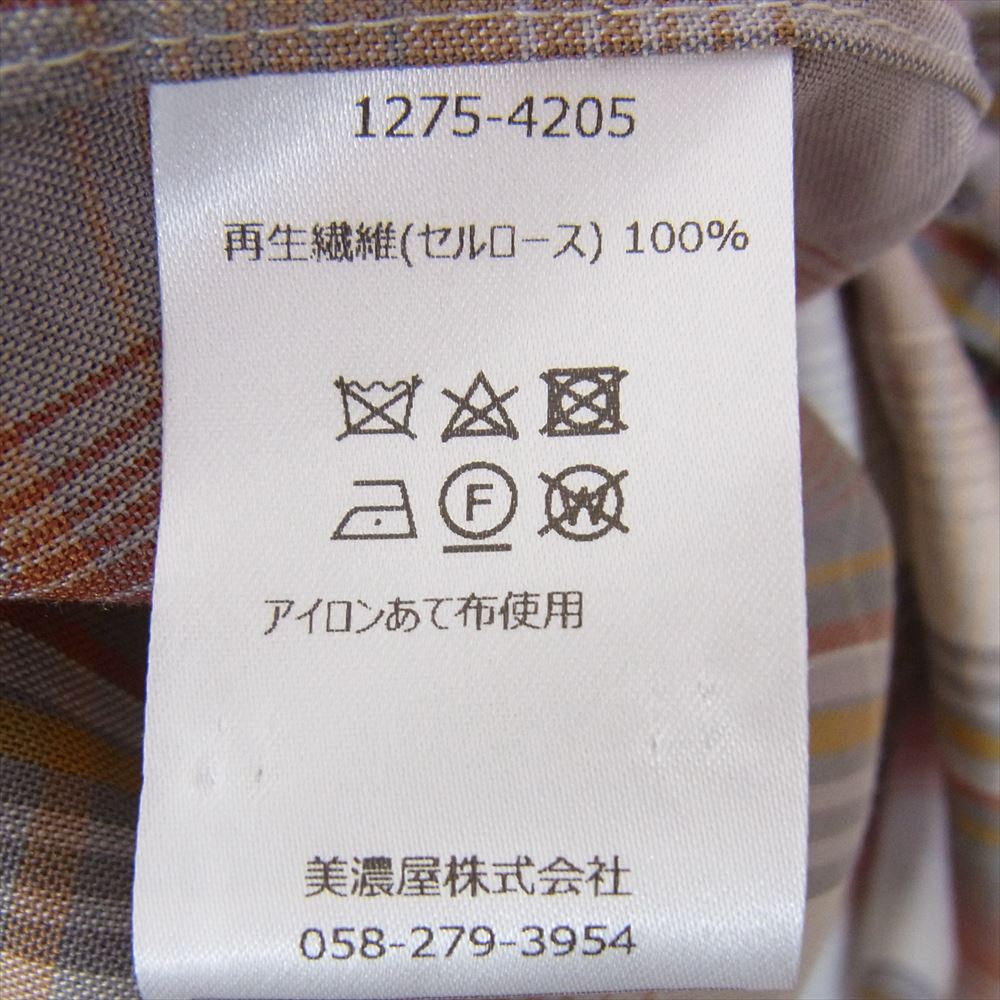 1275-4205
再生繊維(セルロース) 100%
F W
アイロンあて布使用
美濃屋株式会社
058-279-3954